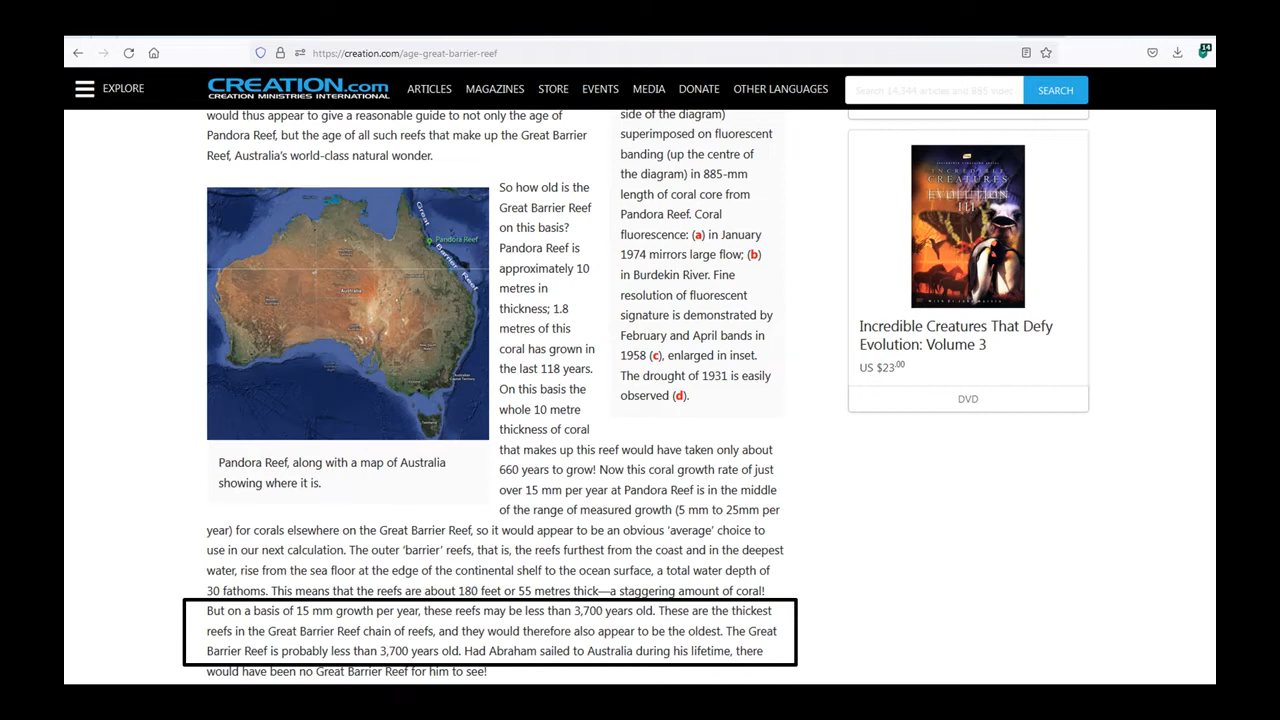 https://creation.com/age-great-barrier-reef
14
EXPLORE
CREATION.com
CREATION MINISTRIES INTERNATIONAL
ARTICLES MAGAZINES STORE EVENTS MEDIA DONATE OTHER LANGUAGES
Search 14,344 articles and 885 video
SEARCH
would thus appear to give a reasonable guide to not only the age of
Pandora Reef, but the age of all such reefs that make up the Great Barrier
Reef, Australia's world-class natural wonder.
Great Barrier Reef
Pandora Reef
Australia
Pandora Reef, along with a map of Australia
showing where it is.
So how old is the
Great Barrier Reef
on this basis?
Pandora Reef is
approximately 10
metres in
thickness; 1.8
metres of this
coral has grown in
the last 118 years.
On this basis the
whole 10 metre
thickness of coral
that makes up this reef would have taken only about
660 years to grow! Now this coral growth rate of just
over 15 mm per year at Pandora Reef is in the middle
of the range of measured growth (5 mm to 25mm per
year) for corals elsewhere on the Great Barrier Reef, so it would appear to be an obvious 'average' choice to
use in our next calculation. The outer 'barrier' reefs, that is, the reefs furthest from the coast and in the deepest
water, rise from the sea floor at the edge of the continental shelf to the ocean surface, a total water depth of
30 fathoms. This means that the reefs are about 180 feet or 55 metres thick—a staggering amount of coral!
But on a basis of 15 mm growth per year, these reefs may be less than 3,700 years old. These are the thickest
reefs in the Great Barrier Reef chain of reefs, and they would therefore also appear to be the oldest. The Great
Barrier Reef is probably less than 3,700 years old. Had Abraham sailed to Australia during his lifetime, there
would have been no Great Barrier Reef for him to see!
side of the diagram)
superimposed on fluorescent
banding (up the centre of
the diagram) in 885-mm
length of coral core from
Pandora Reef. Coral
fluorescence: (a) in January
1974 mirrors large flow; (b)
in Burdekin River. Fine
resolution of fluorescent
signature is demonstrated by
February and April bands in
1958 (c), enlarged in inset.
The drought of 1931 is easily
observed (d).
INCREDIBLE
CREATURES
EVOLUTION
III
Incredible Creatures That Defy
Evolution: Volume 3
US $23.00
DVD